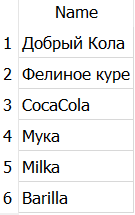 Name
1 Добрый Кола
2 Фелиное куре
3 CocaCola
4 Мука
5 Milka
6 Barilla